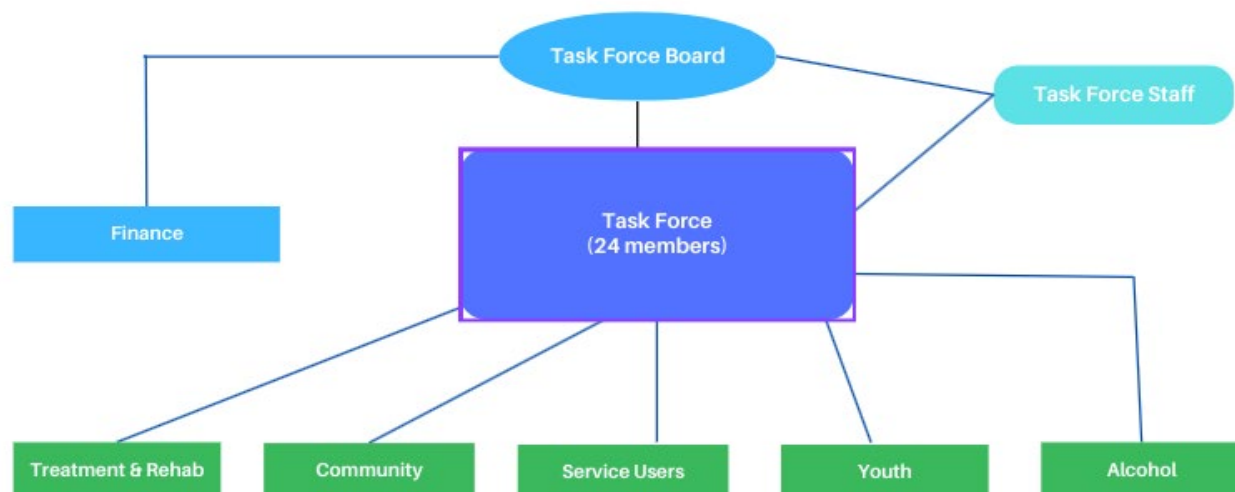 Task Force Board
Task Force Staff
Task Force
(24 members)
Finance
Treatment & Rehab
Community
Service Users
Youth
Alcohol